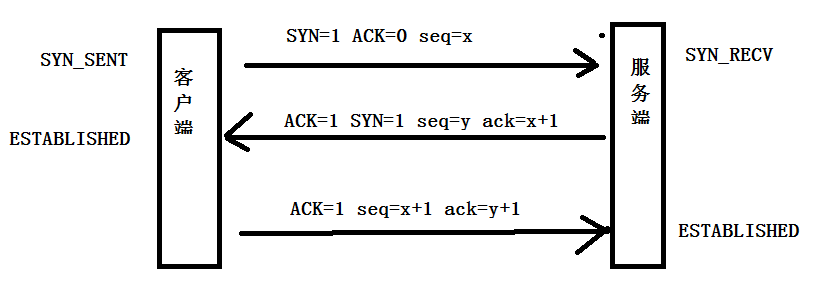 SYN=1 ACK=0 seq=x
SYN_SENT
客户端
服务端
SYN_RECV
ACK=1 SYN=1 seq=y ack=x+1
ESTABLISHED
ACK=1 seq=x+1 ack=y+1
ESTABLISHED